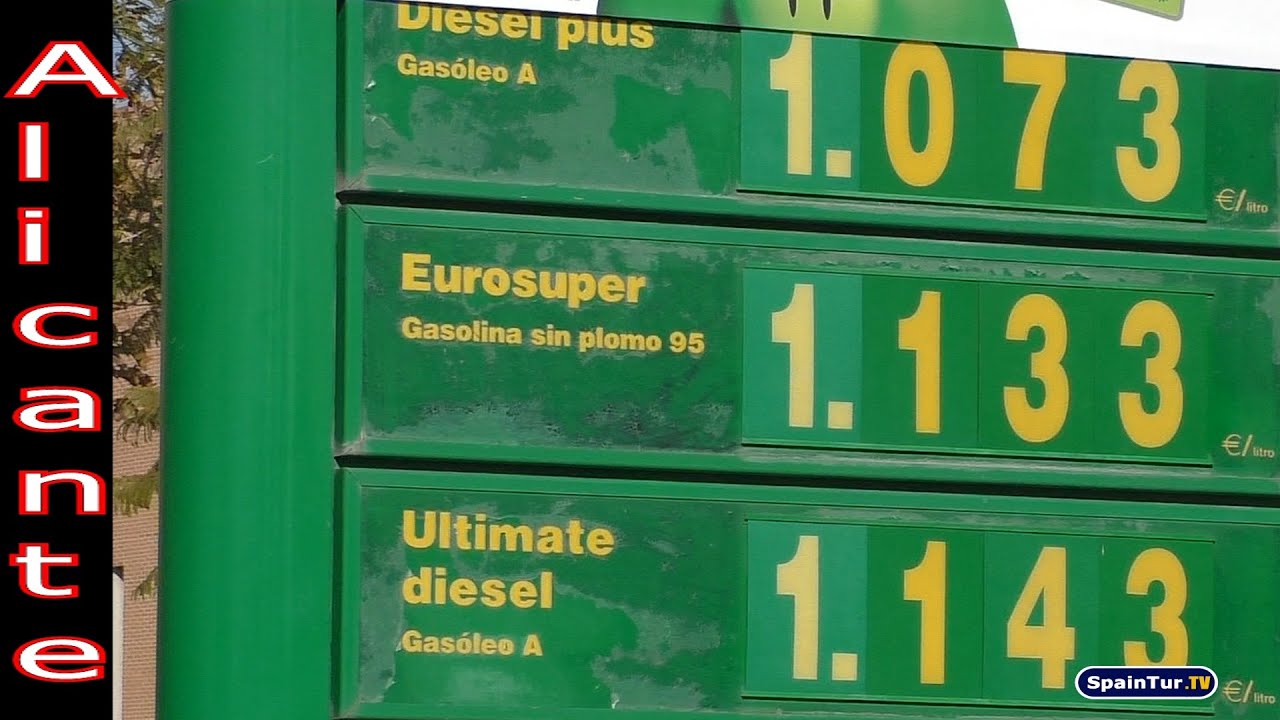 Alicante
Diesel plus
Gasóleo A
1.073
€/litro
Eurosuper
Gasolina sin plomo 95
1.133
€/litro
Ultimate
diesel
Gasóleo A
1.143
€/litro
SpainTur.TV